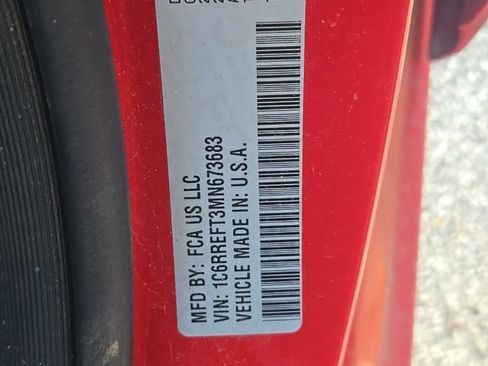 MFD BY: FCA US LLC
VIN: 1C6RREFT3MN673683
VEHICLE MADE IN: U.S.A.